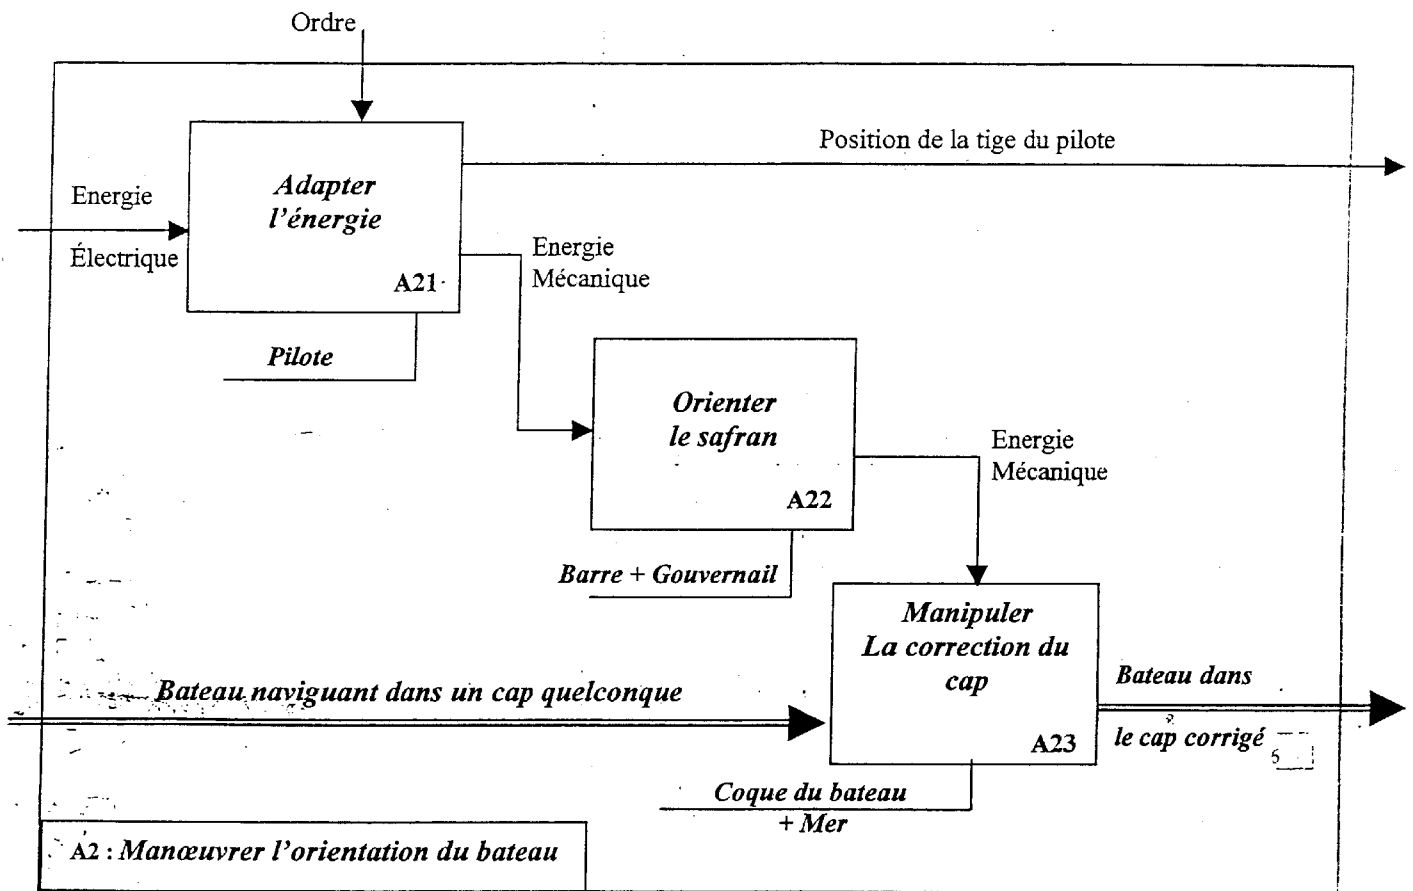 Ordre
Position de la tige du pilote
Energie
Électrique
Adapter
l'énergie
A21
Energie
Mécanique
Pilote
Orienter
le safran
A22
Energie
Mécanique
Barre + Gouvernail
Manipuler
La correction du
cap
A23
Bateau naviguant dans un cap quelconque
Bateau dans
le cap corrigé
6
Coque du bateau
+ Mer
A2 : Manœuvrer l'orientation du bateau